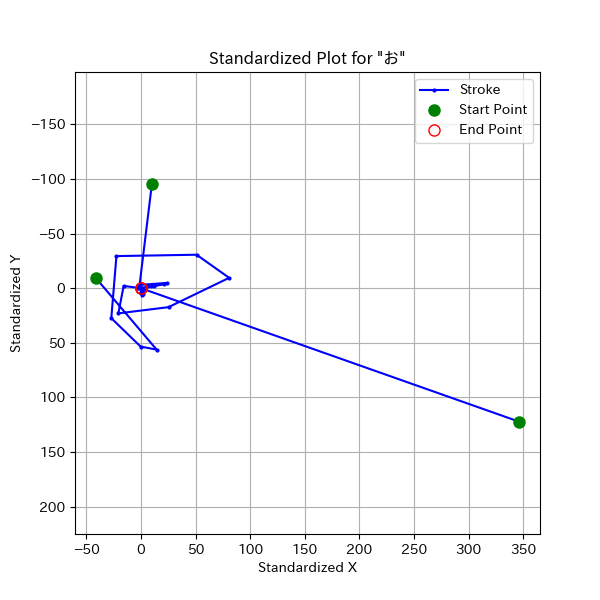 Standardized Plot for "お"
Stroke
Start Point
End Point
−150
−100
−50
0
50
100
150
200
Standardized Y
−50 0 50 100 150 200 250 300 350
Standardized X